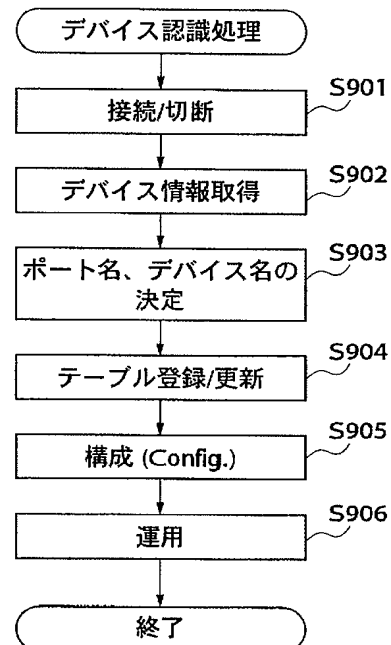 デバイス認識処理
S901
接続/切断
S902
デバイス情報取得
S903
ポート名、デバイス名の
決定
S904
テーブル登録/更新
S905
構成 (Config.)
S906
運用
終了